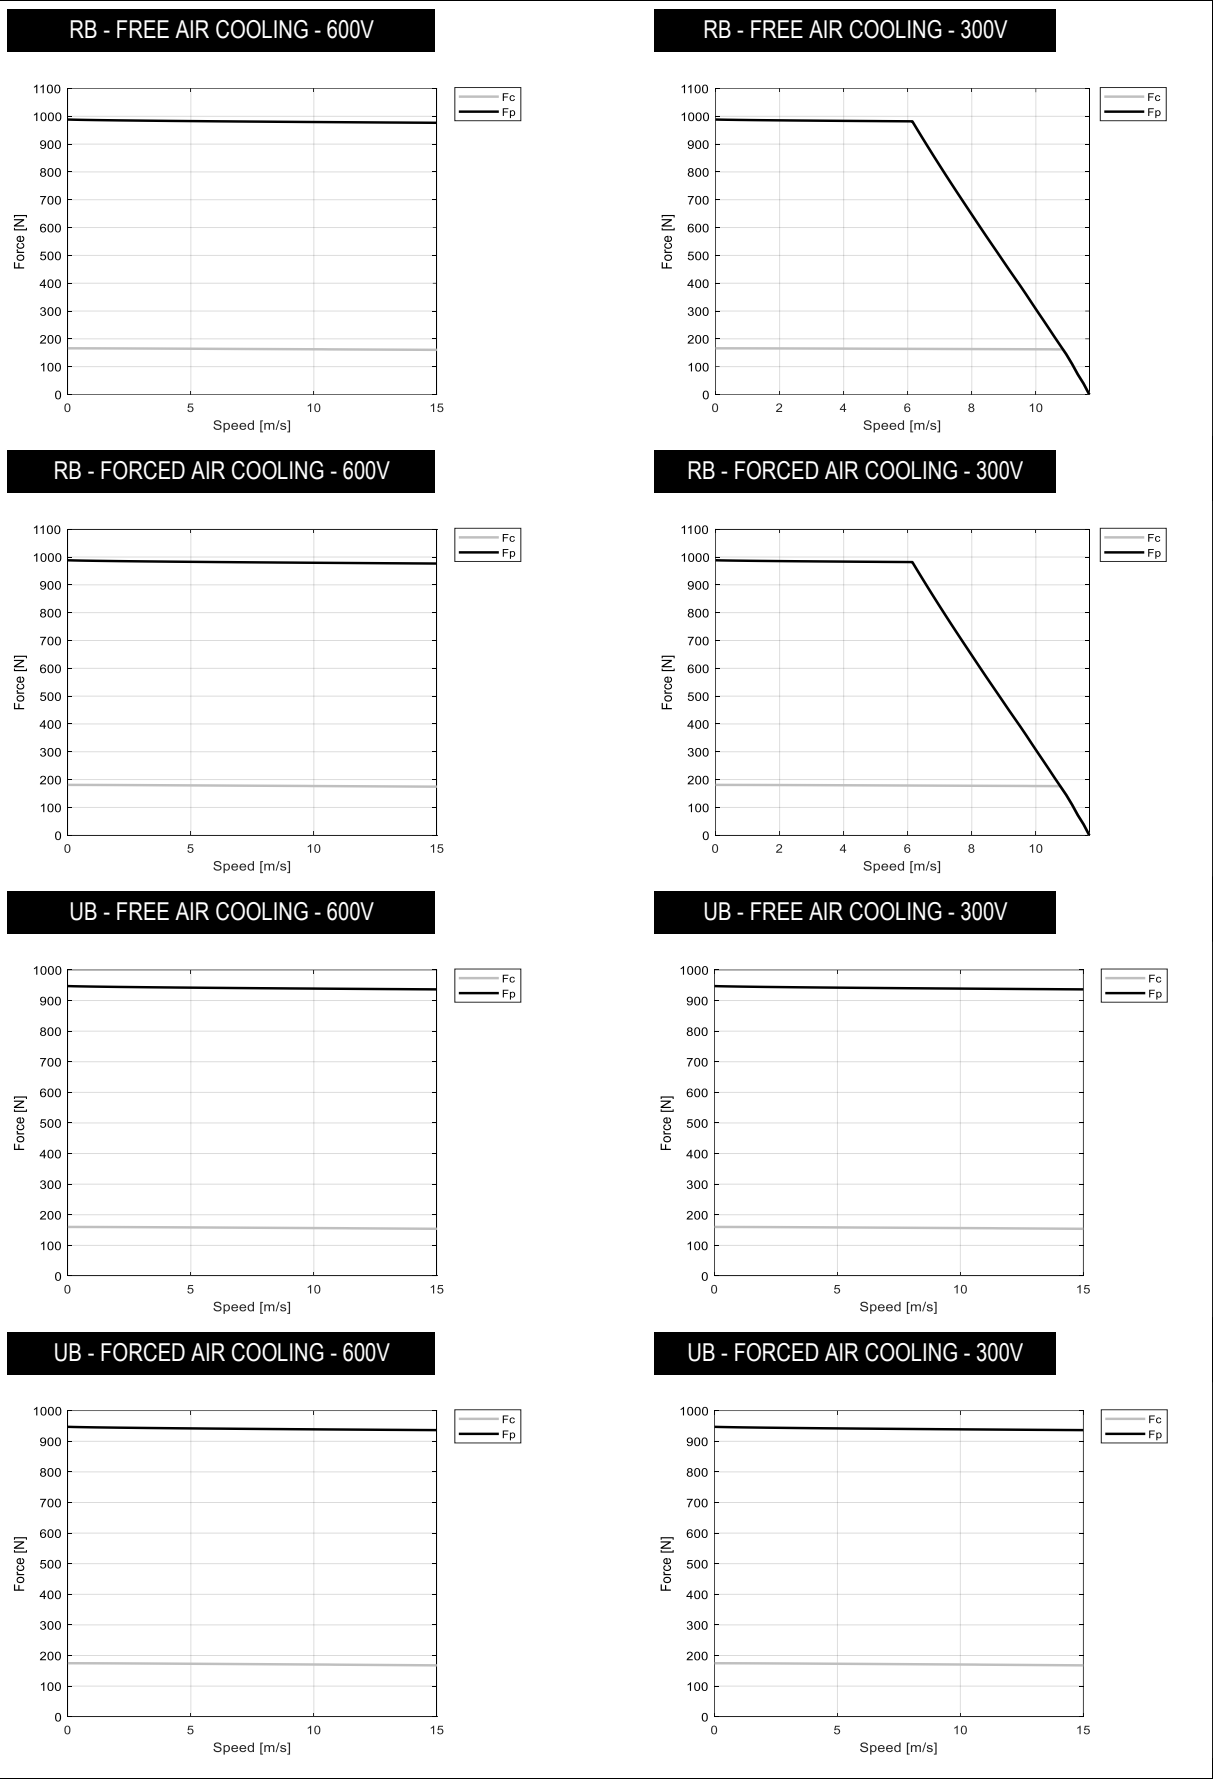 RB - FREE AIR COOLING - 600V
1100
1000
900
800
700
600
500
400
300
200
100
0
Force [N]
0 5 10 15
Speed [m/s]
Fc
Fp
RB - FREE AIR COOLING - 300V
1100
1000
900
800
700
600
500
400
300
200
100
0
Force [N]
0 2 4 6 8 10
Speed [m/s]
Fc
Fp
RB - FORCED AIR COOLING - 600V
1100
1000
900
800
700
600
500
400
300
200
100
0
Force [N]
0 5 10 15
Speed [m/s]
Fc
Fp
RB - FORCED AIR COOLING - 300V
1100
1000
900
800
700
600
500
400
300
200
100
0
Force [N]
0 2 4 6 8 10
Speed [m/s]
Fc
Fp
UB - FREE AIR COOLING - 600V
1000
900
800
700
600
500
400
300
200
100
0
Force [N]
0 5 10 15
Speed [m/s]
Fc
Fp
UB - FREE AIR COOLING - 300V
1000
900
800
700
600
500
400
300
200
100
0
Force [N]
0 5 10 15
Speed [m/s]
Fc
Fp
UB - FORCED AIR COOLING - 600V
1000
900
800
700
600
500
400
300
200
100
0
Force [N]
0 5 10 15
Speed [m/s]
Fc
Fp
UB - FORCED AIR COOLING - 300V
1000
900
800
700
600
500
400
300
200
100
0
Force [N]
0 5 10 15
Speed [m/s]
Fc
Fp